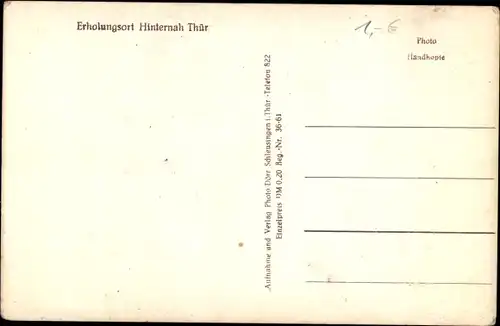 Erholungsort Hinternah Thür
1,- €
Photo
Handkopie
Aufnahme und Verlag Photo-Dörr Schleusingen i.Thür.-Telefon 822
Einzelpreis DM 0,20 Beg.-Nr. 36-61